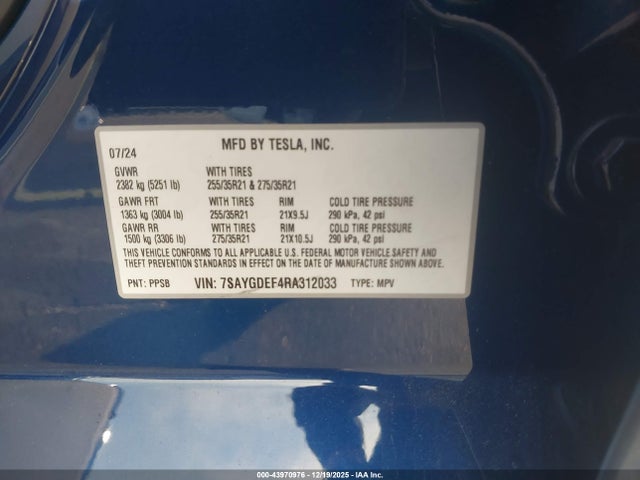 07/24 MFD BY TESLA, INC.
GVWR WITH TIRES
2382 kg (5251 lb) 255/35R21 & 275/35R21
GAWR FRT WITH TIRES RIM COLD TIRE PRESSURE
1363 kg (3004 lb) 255/35R21 21X9.5J 290 kPa, 42 psi
GAWR RR WITH TIRES RIM COLD TIRE PRESSURE
1500 kg (3306 lb) 275/35R21 21X10.5J 290 kPa, 42 psi
THIS VEHICLE CONFORMS TO ALL APPLICABLE U.S. FEDERAL MOTOR VEHICLE SAFETY AND
THEFT PREVENTION STANDARDS IN EFFECT ON THE DATE OF MANUFACTURE SHOWN ABOVE.
PNT: PPSB VIN: 7SAYGDEF4RA312033 TYPE: MPV
000-43970976 • 12/19/2025 • IAA Inc.